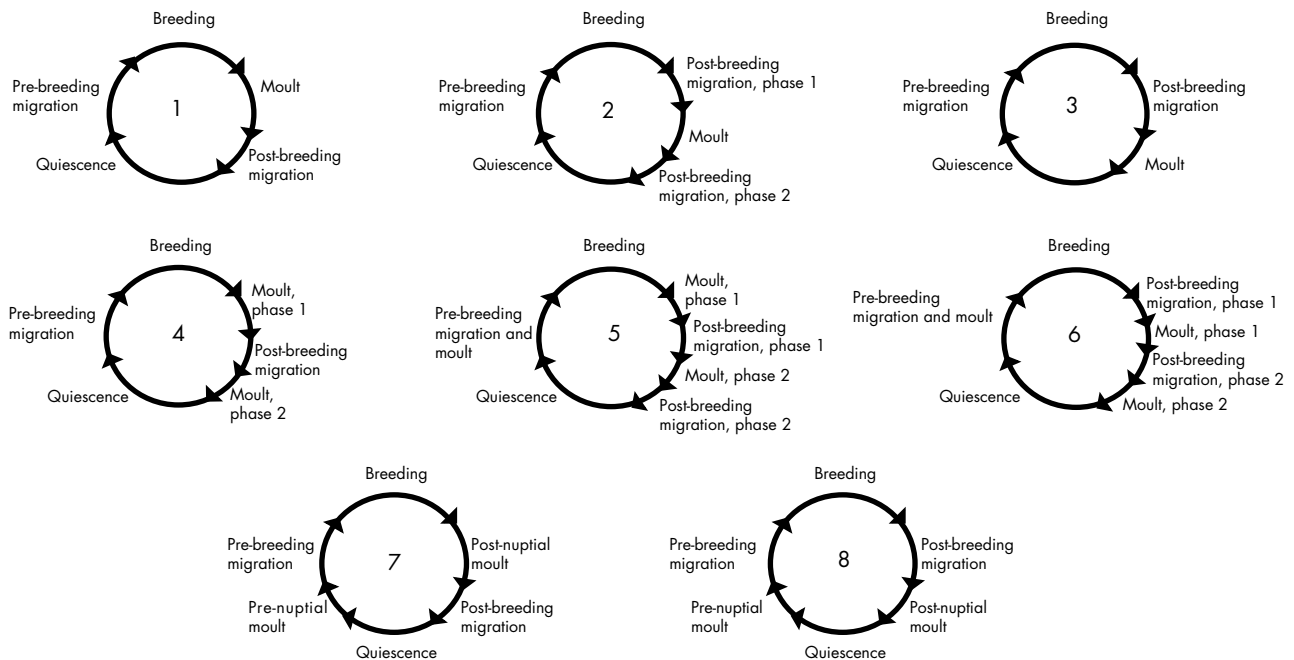 Breeding
Pre-breeding
migration
1
Moult
Quiescence
Post-breeding
migration
Breeding
Pre-breeding
migration
2
Post-breeding
migration, phase 1
Moult
Quiescence
Post-breeding
migration, phase 2
Breeding
Pre-breeding
migration
3
Post-breeding
migration
Quiescence
Moult
Breeding
Pre-breeding
migration
4
Moult,
phase 1
Post-breeding
migration
Quiescence
Moult,
phase 2
Breeding
Pre-breeding
migration and
moult
5
Moult,
phase 1
Post-breeding
migration, phase 1
Moult, phase 2
Quiescence
Post-breeding
migration, phase 2
Breeding
Pre-breeding
migration and moult
6
Post-breeding
migration, phase 1
Moult, phase 1
Post-breeding
migration, phase 2
Quiescence
Moult, phase 2
Breeding
Pre-breeding
migration
7
Post-nuptial
moult
Pre-nuptial
moult
Post-breeding
migration
Quiescence
Breeding
Pre-breeding
migration
8
Post-breeding
migration
Pre-nuptial
moult
Post-nuptial
moult
Quiescence